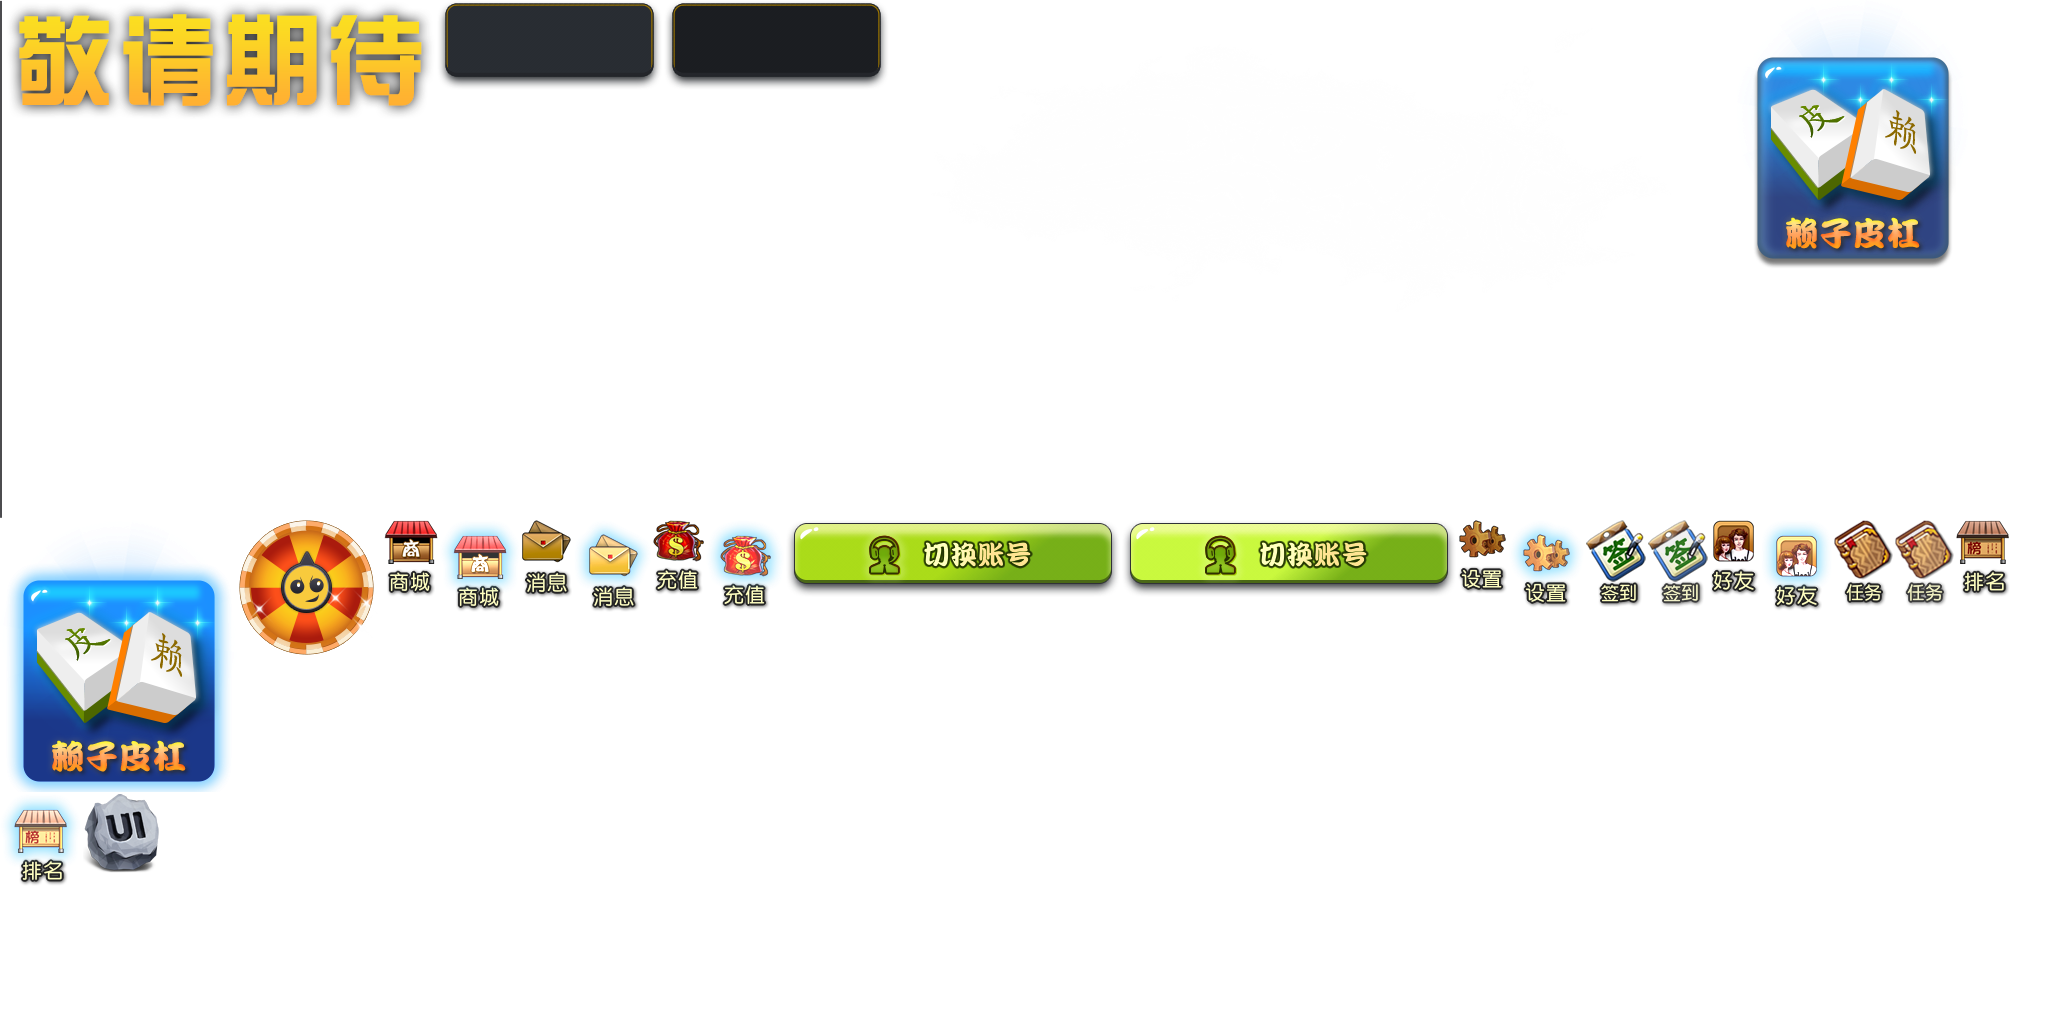 敬请期待
皮 赖
赖子皮杠
商
商城
商
商城
消息
消息
充值
充值
切换账号
切换账号
设置
设置
签
签到
签
签到
好友
好友
任务
任务
榜
排名
皮 赖
赖子皮杠
榜
排名
UI